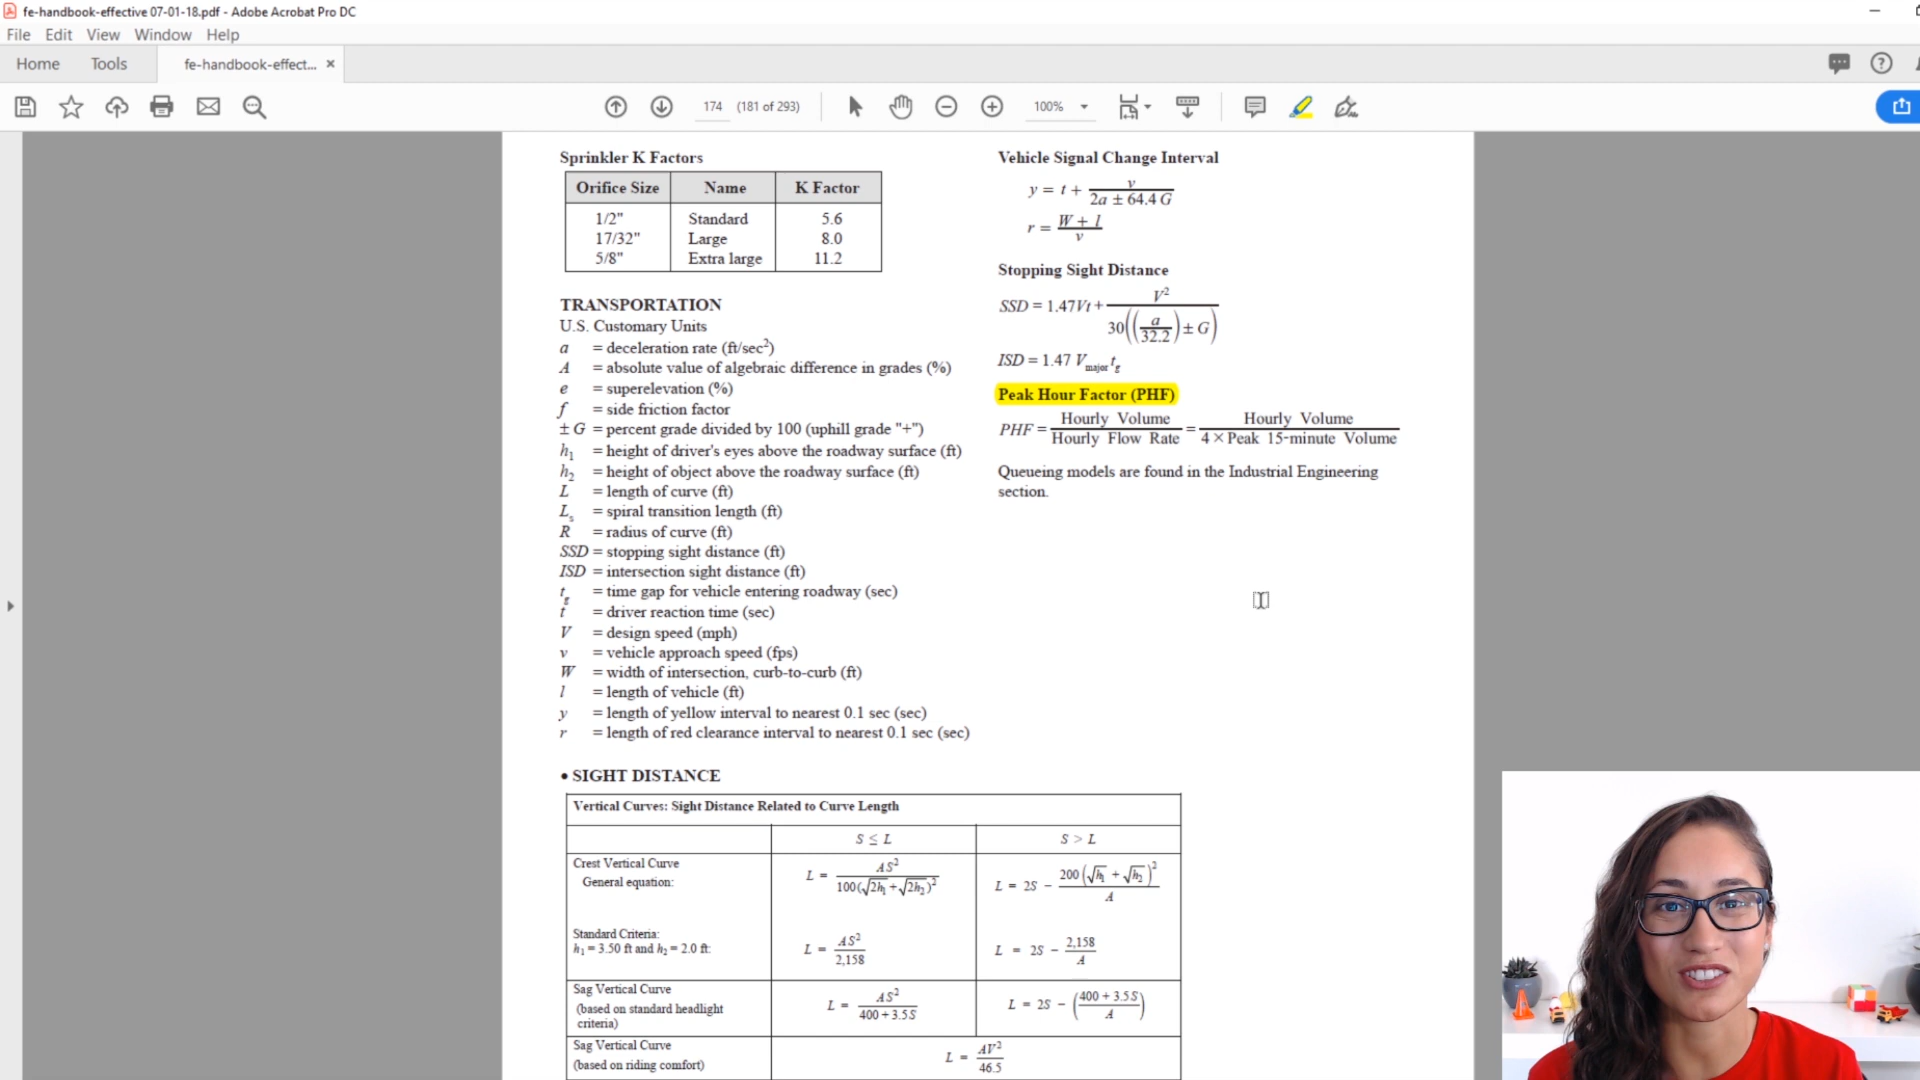 fe-handbook-effective 07-01-18.pdf - Adobe Acrobat Pro DC
File Edit View Window Help
Home Tools fe-handbook-effect... ×
174 (181 of 293) 100%
Sprinkler K Factors
Orifice Size Name K Factor
1/2" Standard 5.6
17/32" Large 8.0
5/8" Extra large 11.2
TRANSPORTATION
U.S. Customary Units
a = deceleration rate (ft/sec²)
A = absolute value of algebraic difference in grades (%)
e = superelevation (%)
f = side friction factor
± G = percent grade divided by 100 (uphill grade "+")
h₁ = height of driver's eyes above the roadway surface (ft)
h₂ = height of object above the roadway surface (ft)
L = length of curve (ft)
Lₛ = spiral transition length (ft)
R = radius of curve (ft)
SSD = stopping sight distance (ft)
ISD = intersection sight distance (ft)
t_g = time gap for vehicle entering roadway (sec)
t = driver reaction time (sec)
V = design speed (mph)
v = vehicle approach speed (fps)
W = width of intersection, curb-to-curb (ft)
l = length of vehicle (ft)
y = length of yellow interval to nearest 0.1 sec (sec)
r = length of red clearance interval to nearest 0.1 sec (sec)
Vehicle Signal Change Interval
y = t + v / (2a ± 64.4 G)
r = (W + l) / v
Stopping Sight Distance
SSD = 1.47Vt + V² / (30((a/32.2) ± G))
ISD = 1.47 V_major t_g
Peak Hour Factor (PHF)
PHF = Hourly Volume / Hourly Flow Rate = Hourly Volume / (4 × Peak 15-minute Volume)
Queueing models are found in the Industrial Engineering
section.
• SIGHT DISTANCE
Vertical Curves: Sight Distance Related to Curve Length
S ≤ L S > L
Crest Vertical Curve
General equation:
L = AS² / (100(√2h₁ + √2h₂)²) L = 2S − 200(√h₁ + √h₂)² / A
Standard Criteria:
h₁ = 3.50 ft and h₂ = 2.0 ft:
L = AS² / 2,158 L = 2S − 2,158 / A
Sag Vertical Curve
(based on standard headlight
criteria)
L = AS² / (400 + 3.5S) L = 2S − ((400 + 3.5S) / A)
Sag Vertical Curve
(based on riding comfort)
L = AV² / 46.5